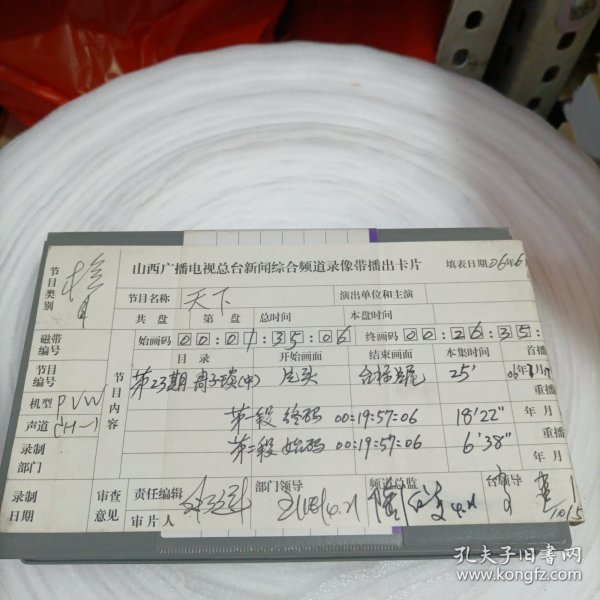 山西广播电视总台新闻综合频道录像带播出卡片 填表日期06年6
节目类别
节目名称 天下 演出单位和主演
共 盘 第 盘 总时间 本盘时间
磁带编号 始画码 00:01:35:06 终画码 00:26:35:
目 录 开始画面 结束画面 本集时间 首播
节目编号 节目内容 第23期 (中) 片头 25' 06年 月
机型 PVW 重播
第一段 终码 00:19:57:06 18'22" 年 月
声道 CH-1 重播
第二段 始码 00:19:57:06 6'38" 年 月
录制部门
录制日期 审查意见 责任编辑 部门领导 频道总监 台领导
审片人
孔夫子旧书网
www.kongfz.com